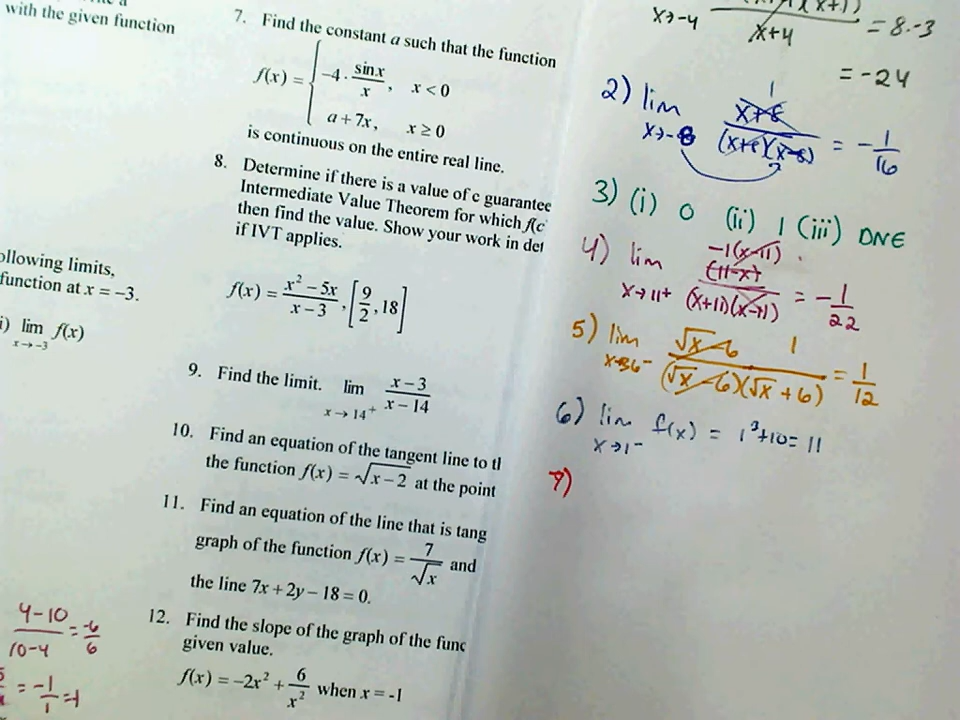 with the given function
ollowing limits,
function at x = −3.
i) lim f(x)
x→−3
4−10
10−4
= -6/6
= -1/1 = -1
7. Find the constant a such that the function
f(x) = { −4 · sinx/x, x < 0
a + 7x, x ≥ 0
is continuous on the entire real line.
8. Determine if there is a value of c guarantee
Intermediate Value Theorem for which f(c
then find the value. Show your work in det
if IVT applies.
f(x) = (x² − 5x)/(x − 3), [9/2, 18]
9. Find the limit. lim (x − 3)/(x − 14)
x → 14⁺
10. Find an equation of the tangent line to tl
the function f(x) = √(x − 2) at the point
11. Find an equation of the line that is tang
graph of the function f(x) = 7/√x and
the line 7x + 2y − 18 = 0.
12. Find the slope of the graph of the func
given value.
f(x) = −2x² + 6/x² when x = -1
x→-4 (x+1) / x+4 = 8·-3
= -24
2) lim x+8 / (x+8)(x-8) = -1/16
x→-8
1
3) (i) 0 (ii) 1 (iii) DNE
4) lim -1(x-11)
(11-x) / (x+11)(x-11) = -1/22
x→11+
5) lim √x-6 / (√x-6)(√x+6) = 1/12
x→36⁻
1
6) lim f(x) = 1³+10 = 11
x→1⁻
7)